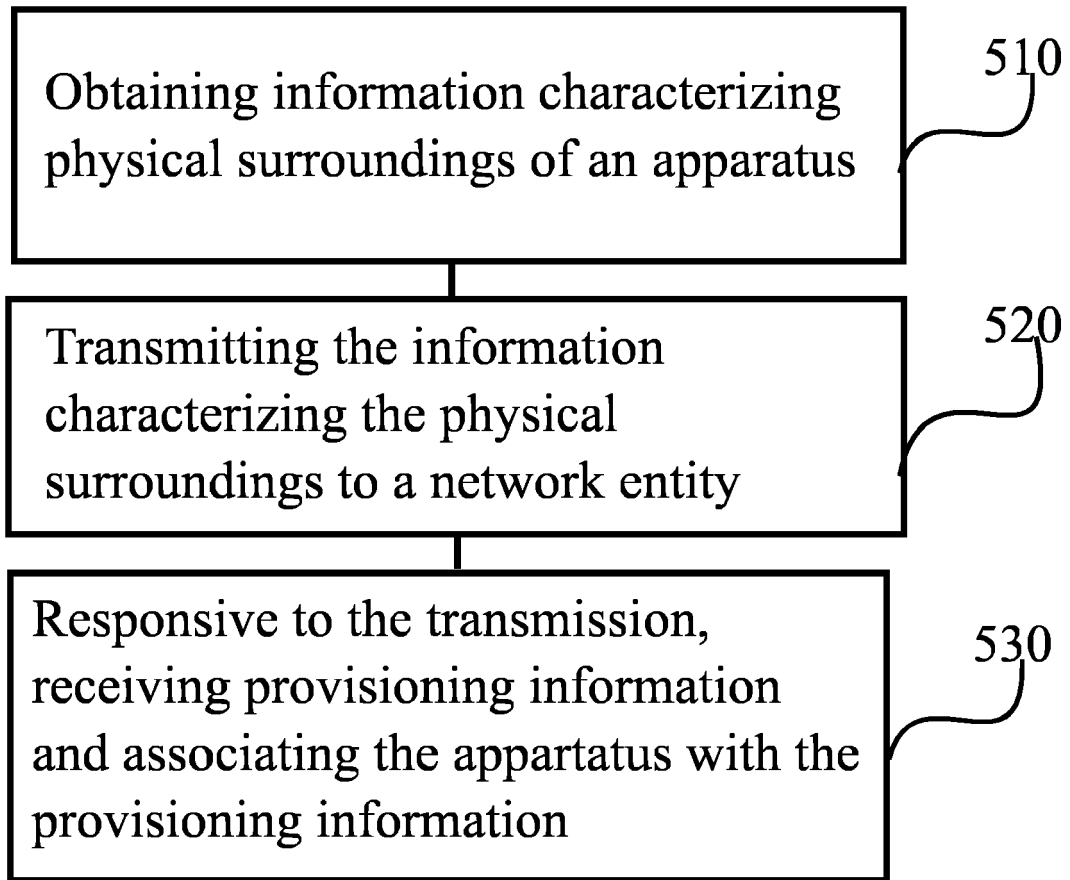 Obtaining information characterizing
physical surroundings of an apparatus
510
Transmitting the information
characterizing the physical
surroundings to a network entity
520
Responsive to the transmission,
receiving provisioning information
and associating the appartatus with the
provisioning information
530